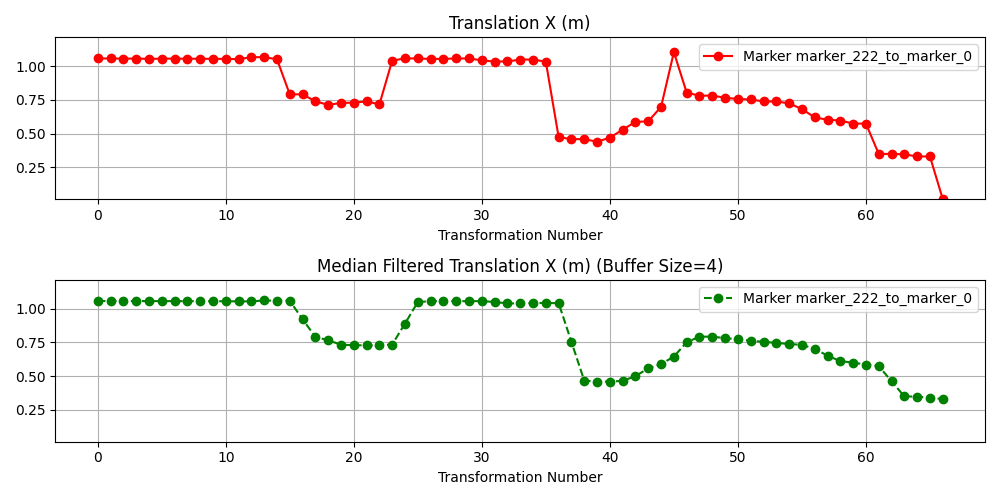 Translation X (m)
Marker marker_222_to_marker_0
1.00
0.75
0.50
0.25
0 10 20 30 40 50 60
Transformation Number
Median Filtered Translation X (m) (Buffer Size=4)
Marker marker_222_to_marker_0
1.00
0.75
0.50
0.25
0 10 20 30 40 50 60
Transformation Number